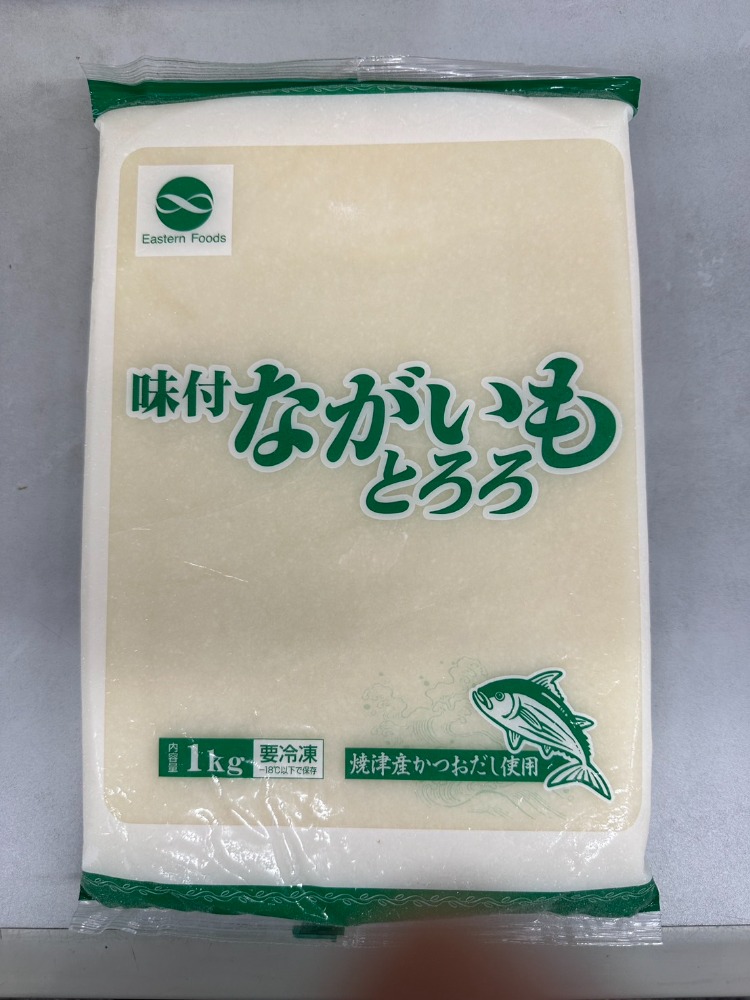 Eastern Foods
味付ながいも
とろろ
内容量 1kg 要冷凍
−18℃以下で保存
焼津産かつおだし使用